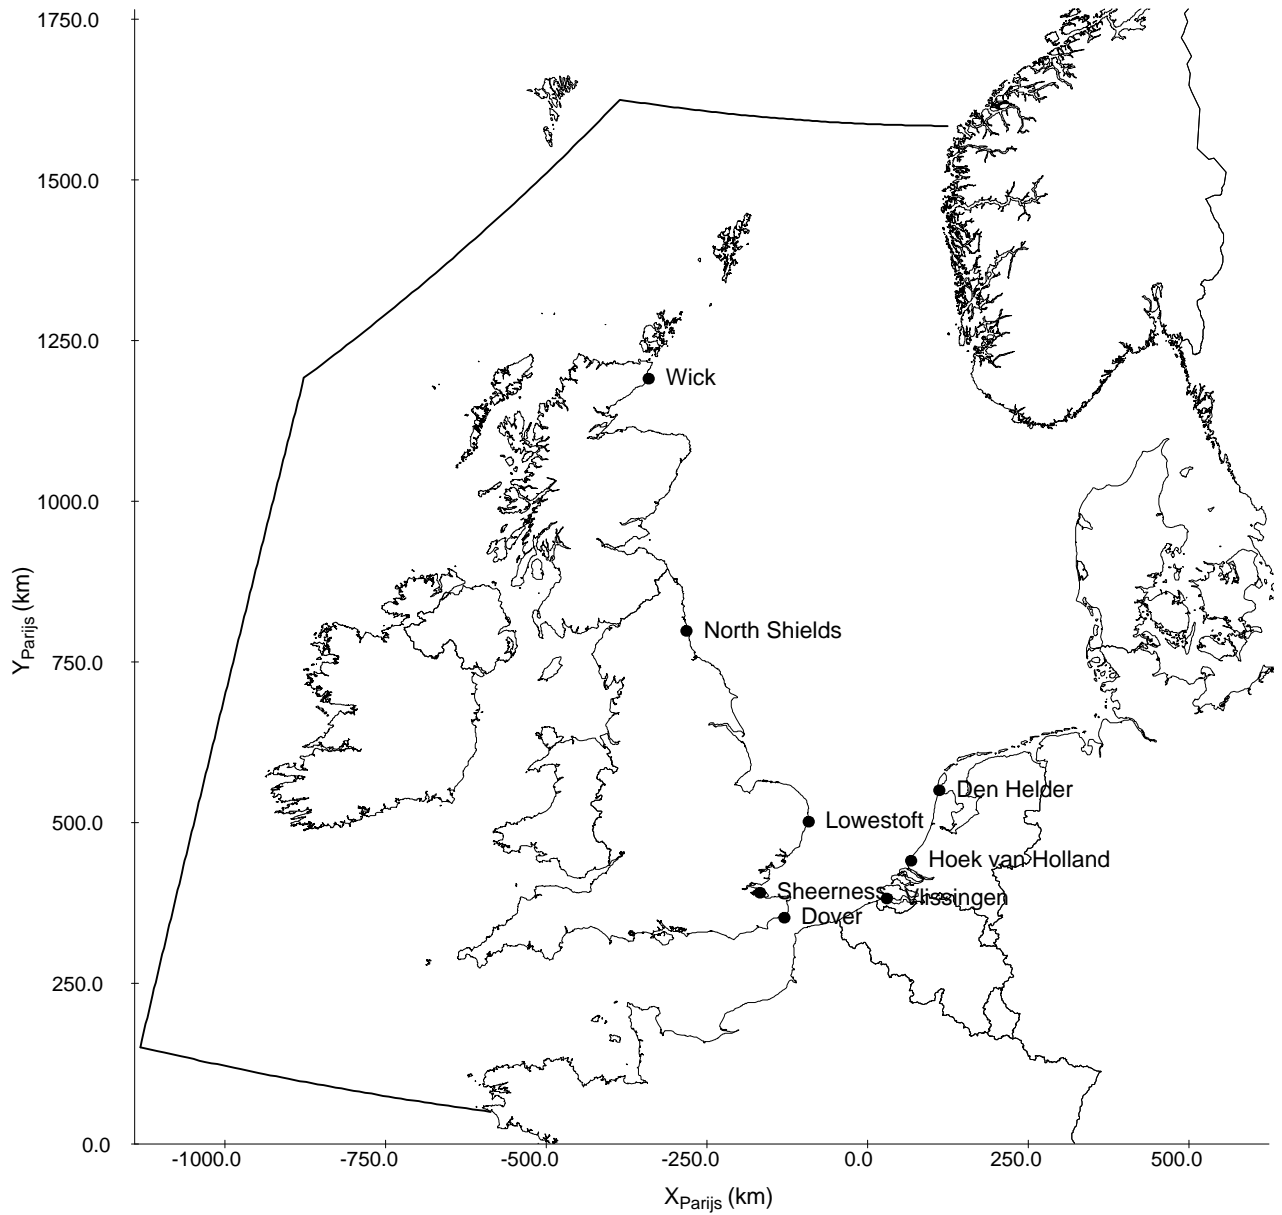 1750.0
1500.0
1250.0
Wick
1000.0
North Shields
750.0
Y Parijs (km)
Den Helder
500.0
Lowestoft
Hoek van Holland
Sheerness
Vlissingen
Dover
250.0
0.0
-1000.0 -750.0 -500.0 -250.0 0.0 250.0 500.0
X Parijs (km)